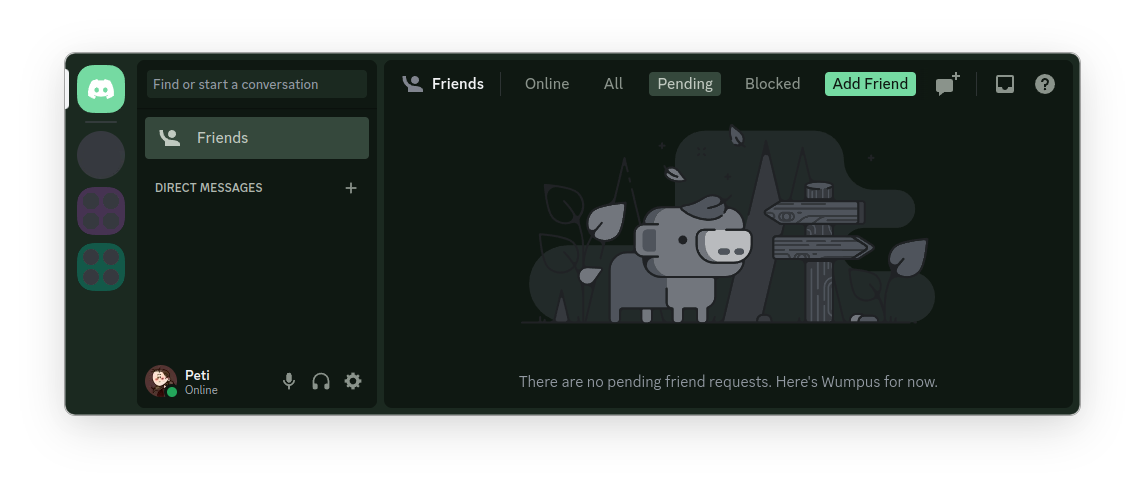 Find or start a conversation
Friends
DIRECT MESSAGES
Peti
Online
Friends Online All Pending Blocked Add Friend
There are no pending friend requests. Here's Wumpus for now.